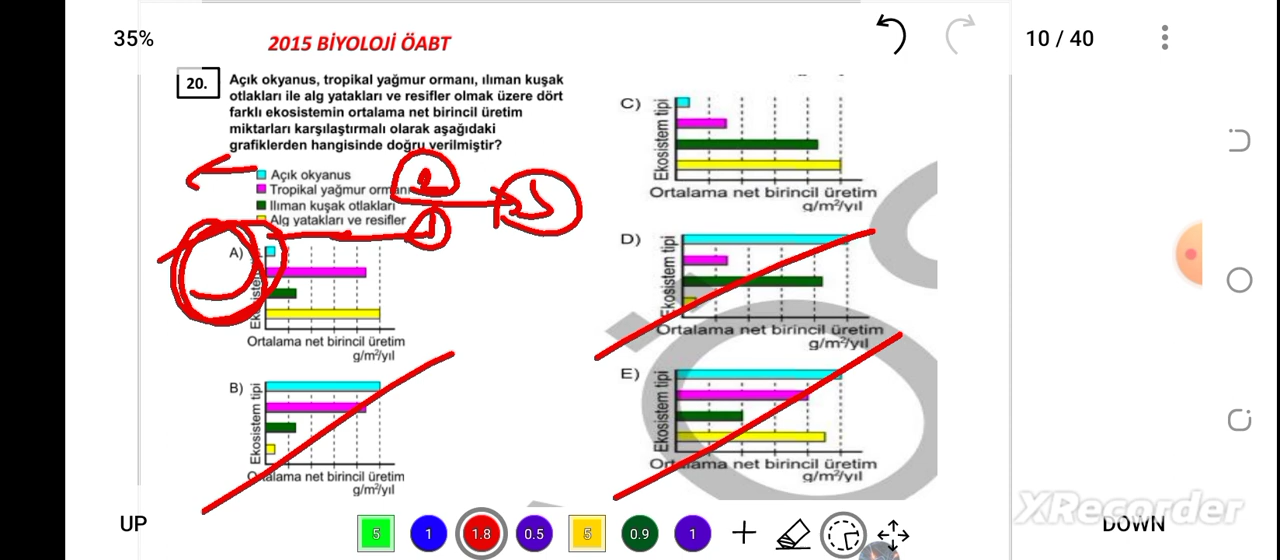 35%
2015 BİYOLOJİ ÖABT
10 / 40
20.
Açık okyanus, tropikal yağmur ormanı, ılıman kuşak
otlakları ile alg yatakları ve resifler olmak üzere dört
farklı ekosistemin ortalama net birincil üretim
miktarları karşılaştırmalı olarak aşağıdaki
grafiklerden hangisinde doğru verilmiştir?
Açık okyanus
Tropikal yağmur ormanı
Iliman kuşak otlakları
Alg yatakları ve resifler
A)
Ortalama net birincil üretim
g/m²/yıl
B)
Ekosistem tipi
Ortalama net birincil üretim
g/m²/yıl
C)
Ekosistem tipi
Ortalama net birincil üretim
g/m²/yıl
D)
Ekosistem tipi
Ortalama net birincil üretim
g/m²/yıl
E)
Ekosistem tipi
Ortalama net birincil üretim
g/m²/yıl
UP
5
1
1.8
0.5
5
0.9
1
XRecorder
DOWN